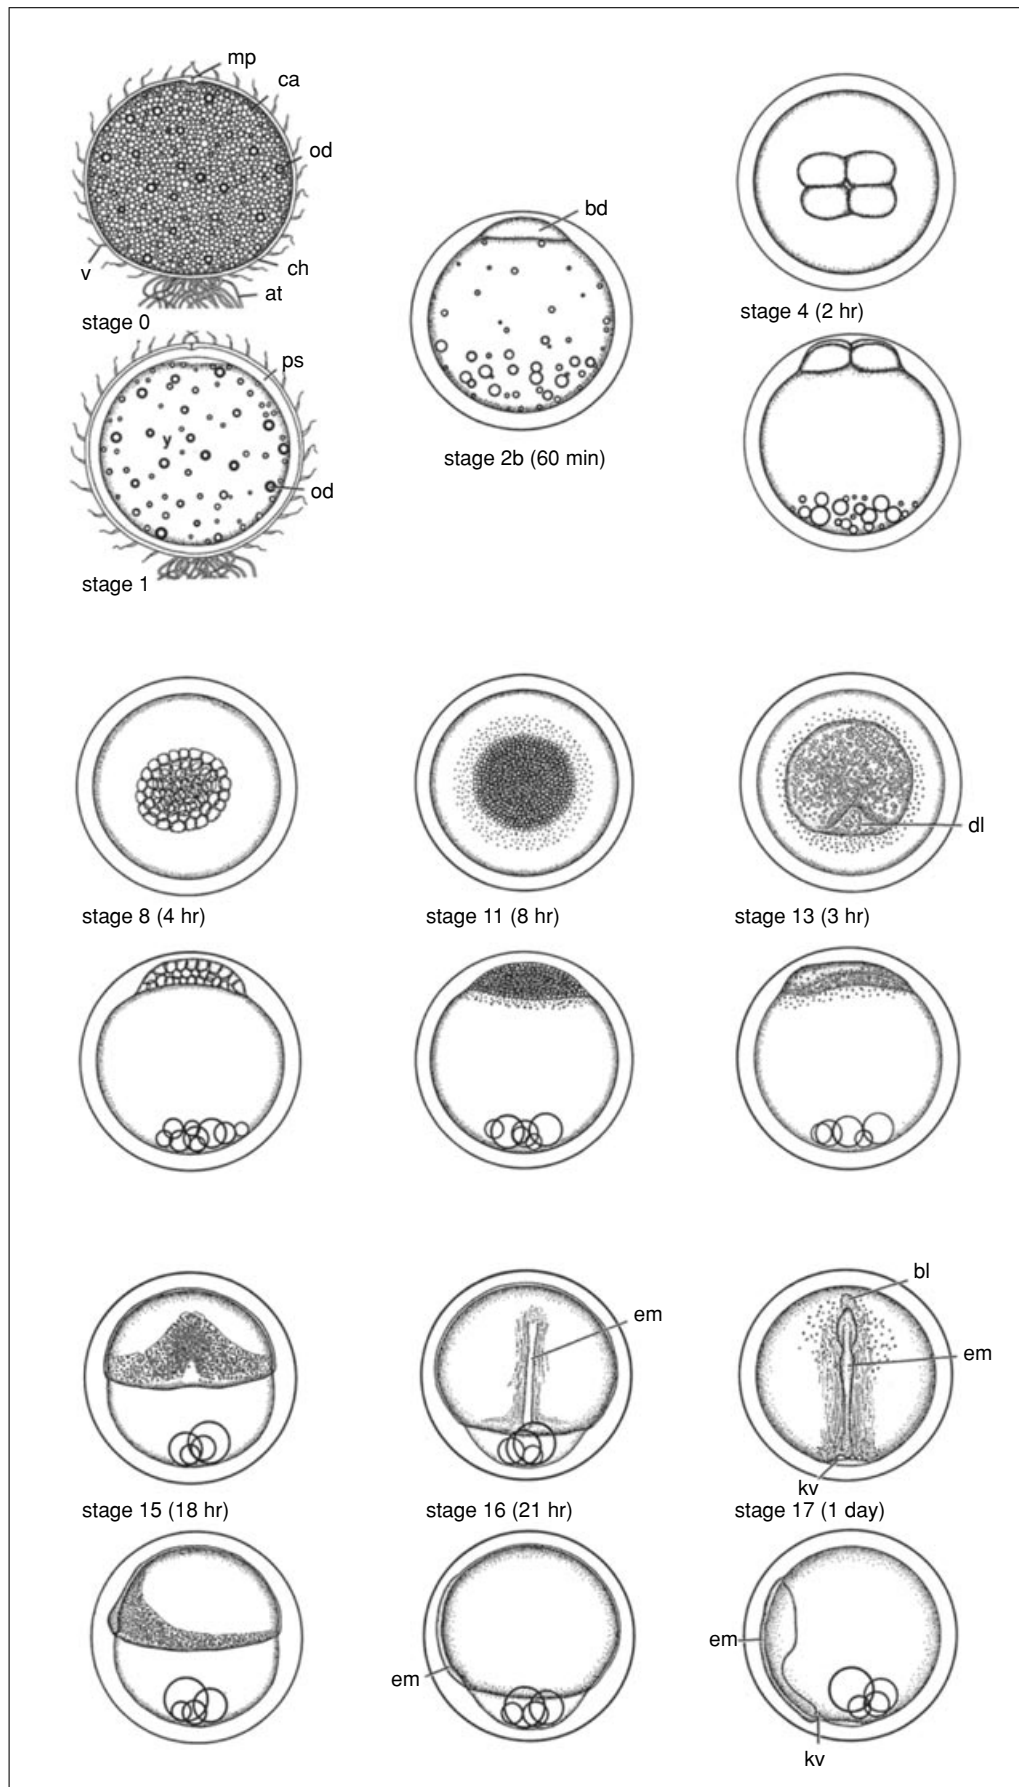 mp
ca
od
v
ch
at
stage 0
bd
stage 4 (2 hr)
ps
y
od
stage 1
stage 2b (60 min)
dl
stage 8 (4 hr)
stage 11 (8 hr)
stage 13 (3 hr)
bl
em
em
kv
stage 15 (18 hr)
stage 16 (21 hr)
stage 17 (1 day)
em
em
kv